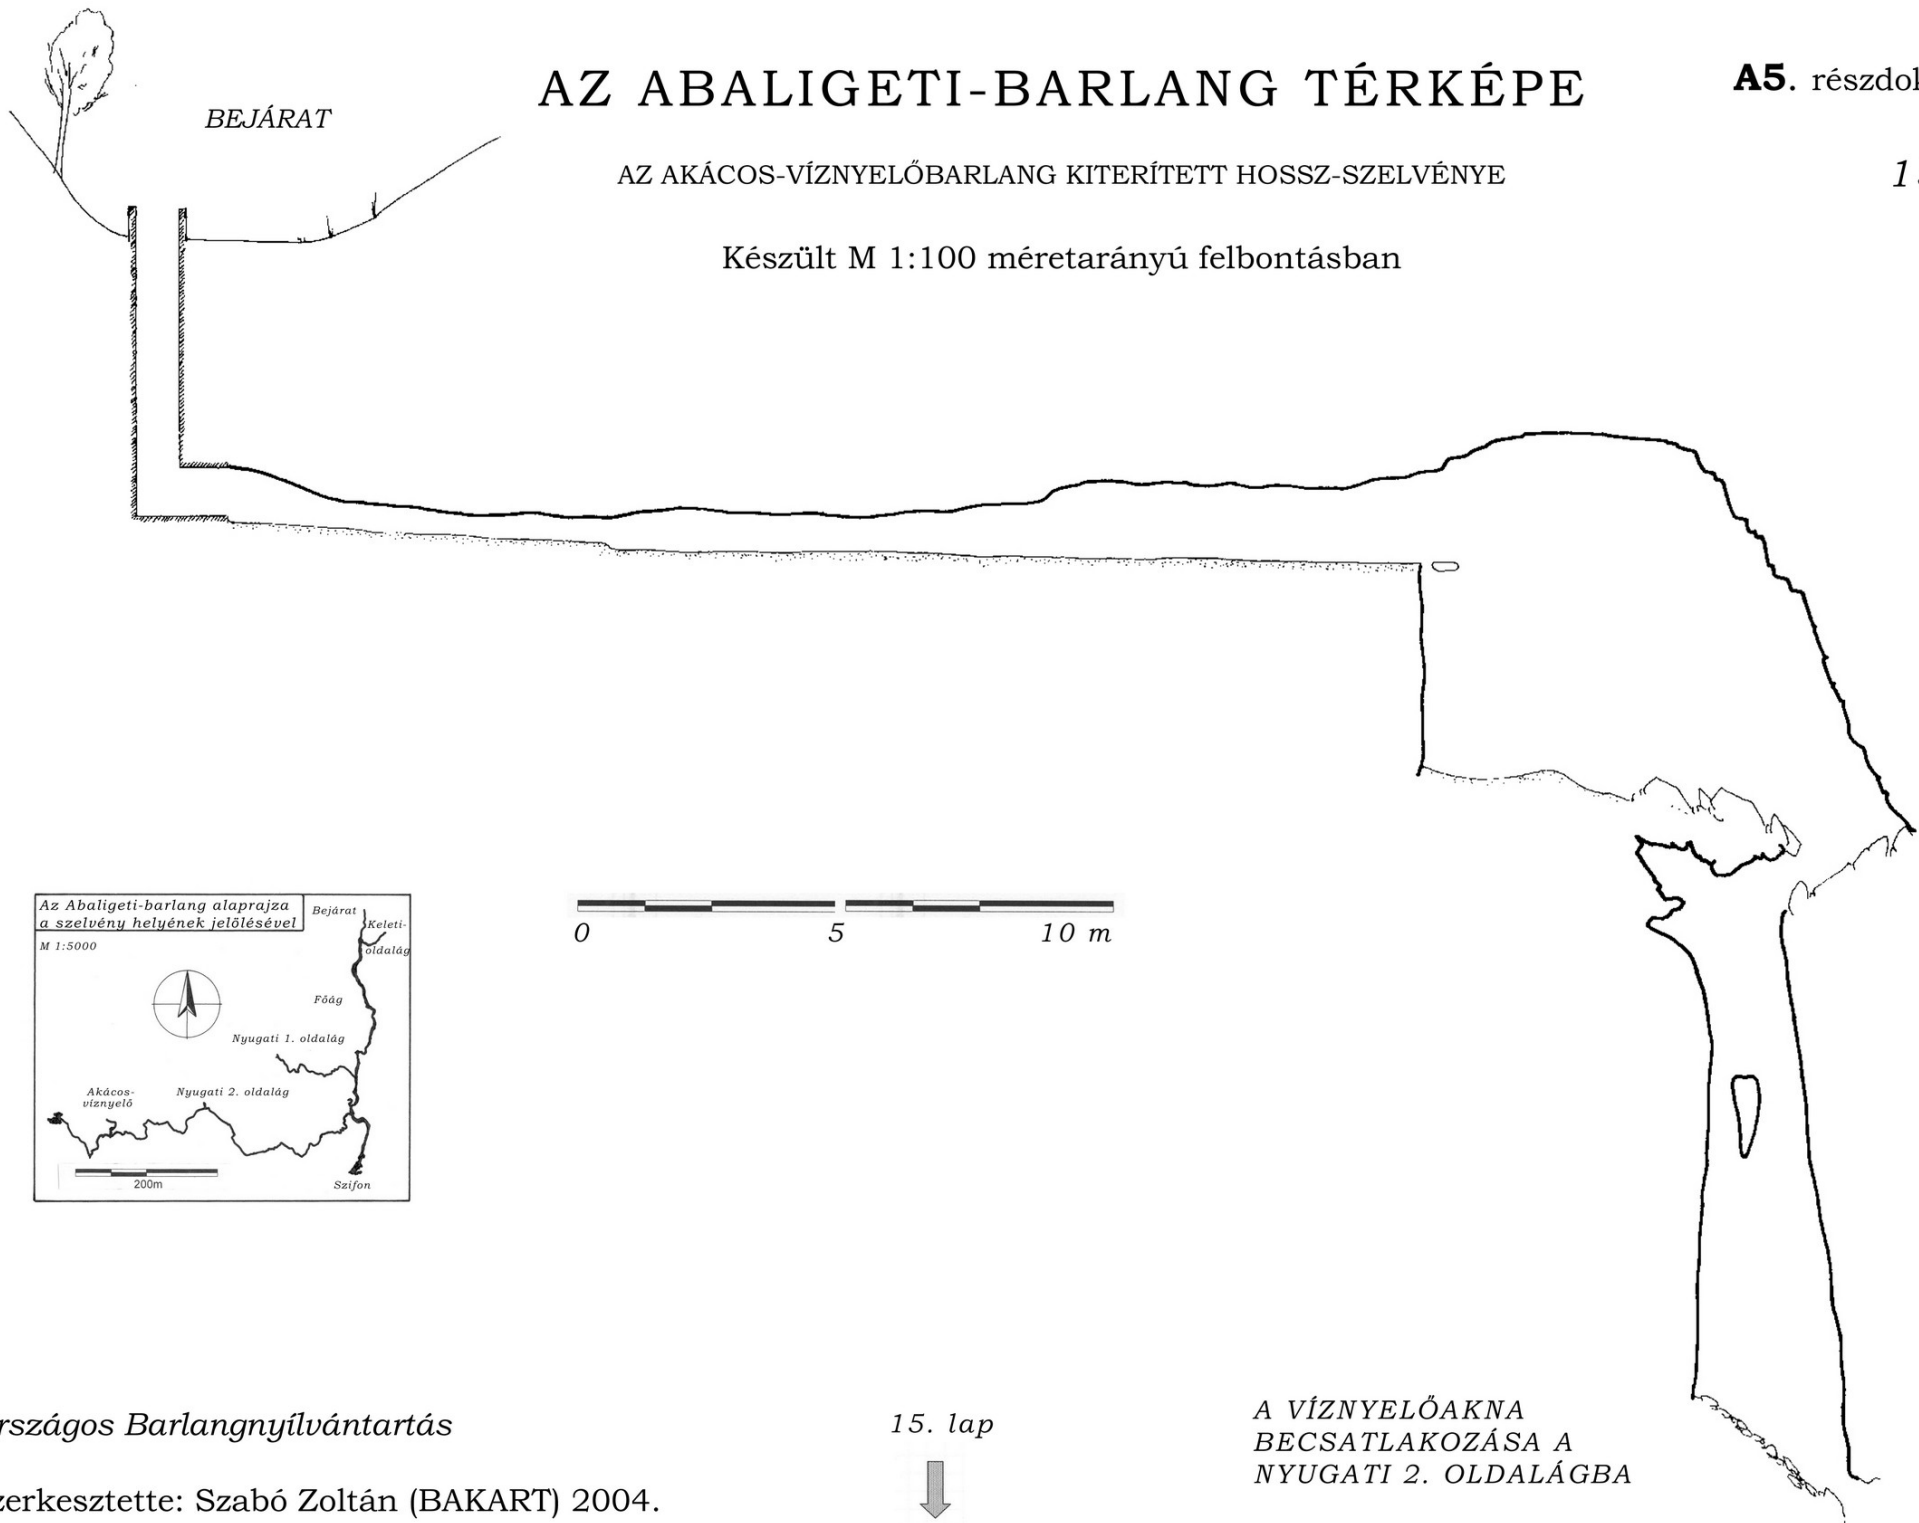 AZ ABALIGETI-BARLANG TÉRKÉPE
A5. részdok
BEJÁRAT
AZ AKÁCOS-VÍZNYELŐBARLANG KITERÍTETT HOSSZ-SZELVÉNYE
Készült M 1:100 méretarányú felbontásban
Az Abaligeti-barlang alaprajza
a szelvény helyének jelölésével
M 1:5000
Bejárat
Keleti-
oldalág
Főág
Nyugati 1. oldalág
Akácos-
víznyelő
Nyugati 2. oldalág
200m
Szifon
0 5 10 m
rszágos Barlangnyílvántartás
zerkesztette: Szabó Zoltán (BAKART) 2004.
15. lap
A VÍZNYELŐAKNA
BECSATLAKOZÁSA A
NYUGATI 2. OLDALÁGBA